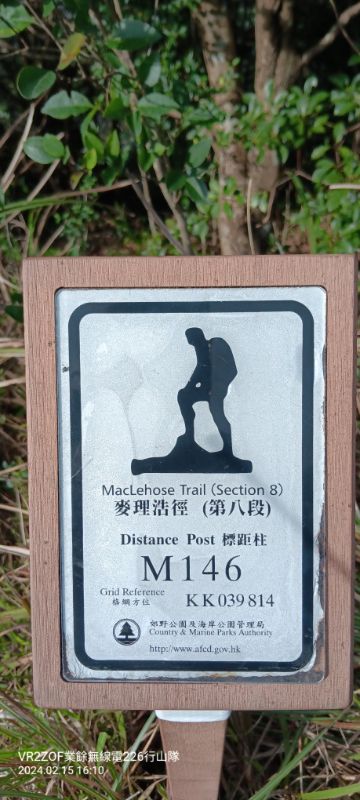 MacLehose Trail (Section 8)
麥理浩徑 (第八段)
Distance Post 標距柱
M146
Grid Reference
格網方位
KK039814
郊野公園及海岸公園管理局
Country & Marine Parks Authority
http://www.afcd.gov.hk
VR2ZOF業餘無線電226行山隊
2024.02.15 16:10